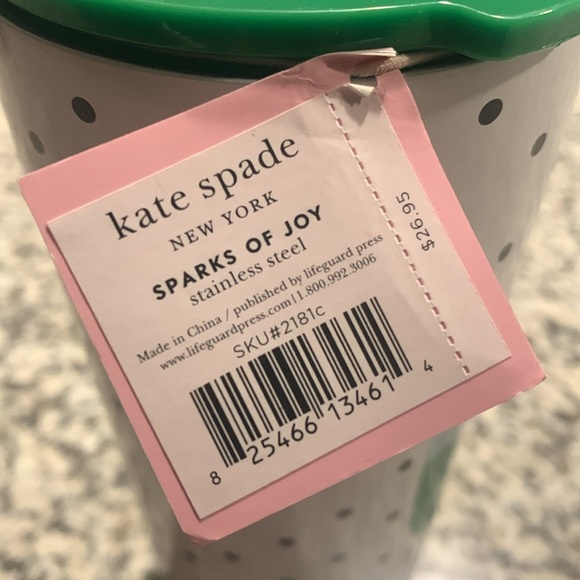 kate spade
NEW YORK
SPARKS OF JOY
stainless steel
Made in China / published by lifeguard press
www.lifeguardpress.com | 1.800.992.3006
SKU#2181c
8 25466 13461 4
$26.95